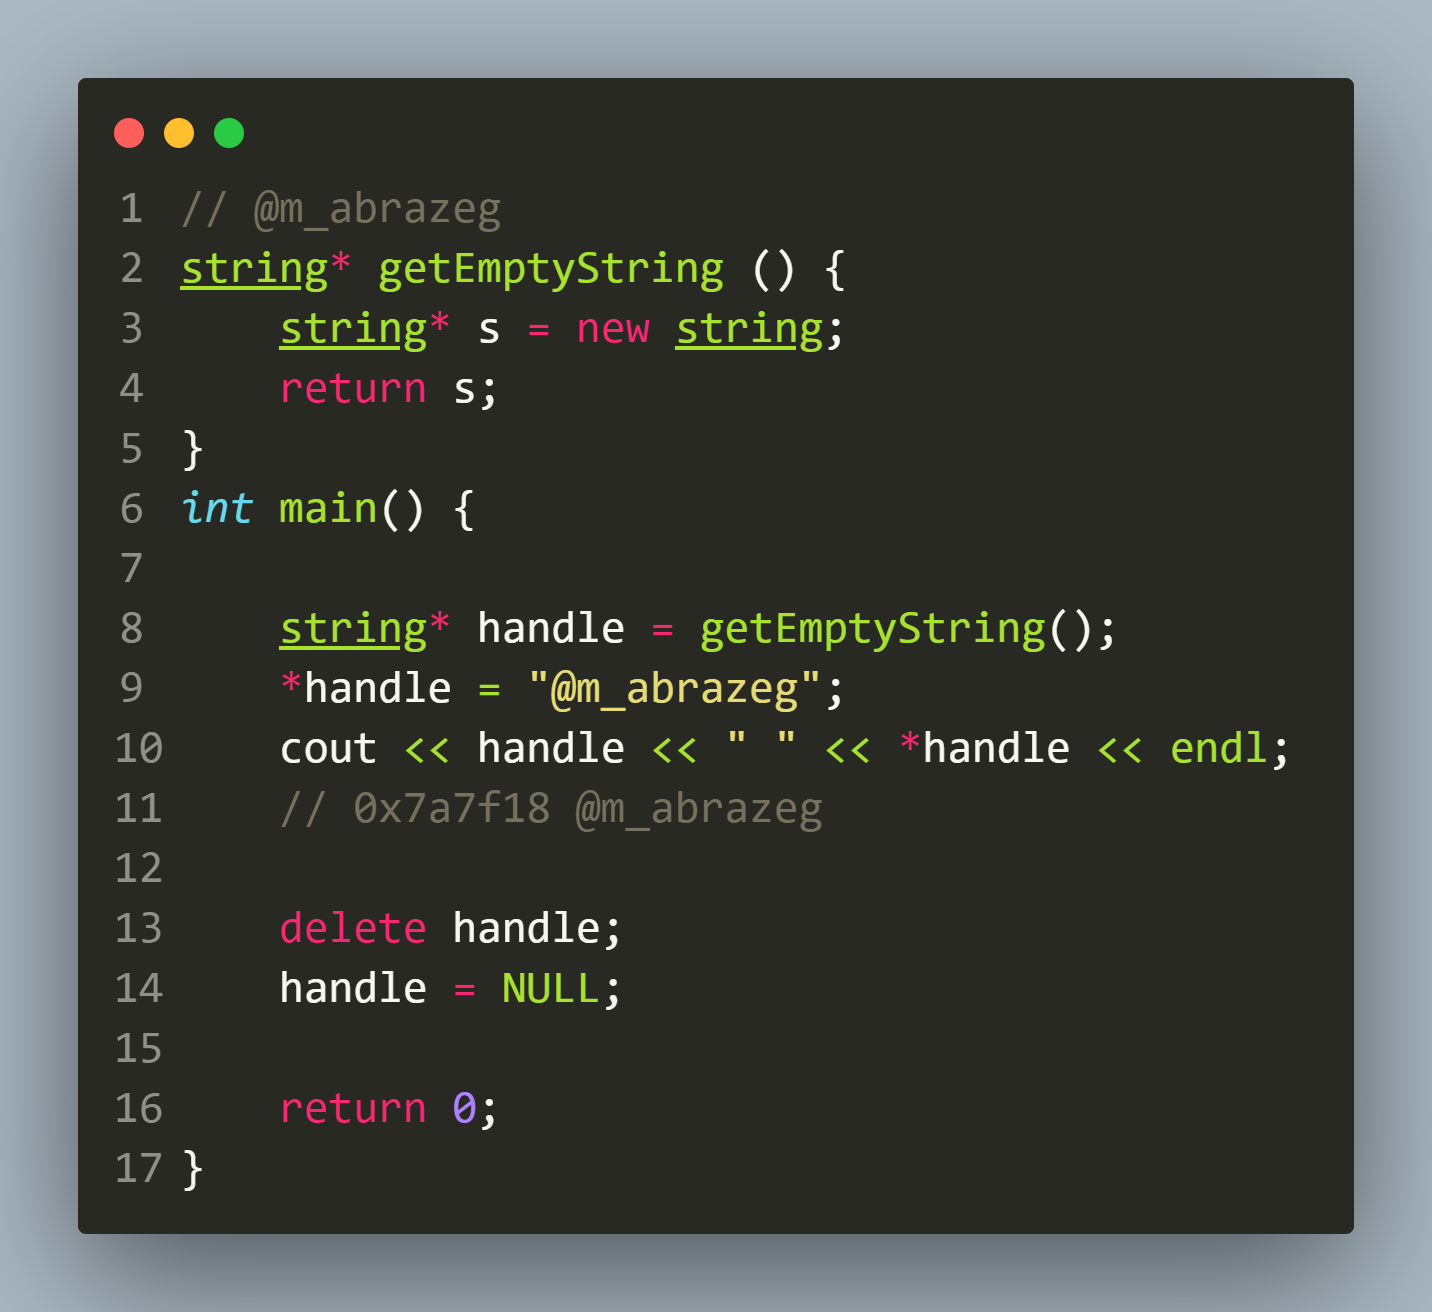 1 // @m_abrazeg
2 string* getEmptyString () {
3     string* s = new string;
4     return s;
5 }
6 int main() {
7
8     string* handle = getEmptyString();
9     *handle = "@m_abrazeg";
10     cout << handle << " " << *handle << endl;
11     // 0x7a7f18 @m_abrazeg
12
13     delete handle;
14     handle = NULL;
15
16     return 0;
17 }